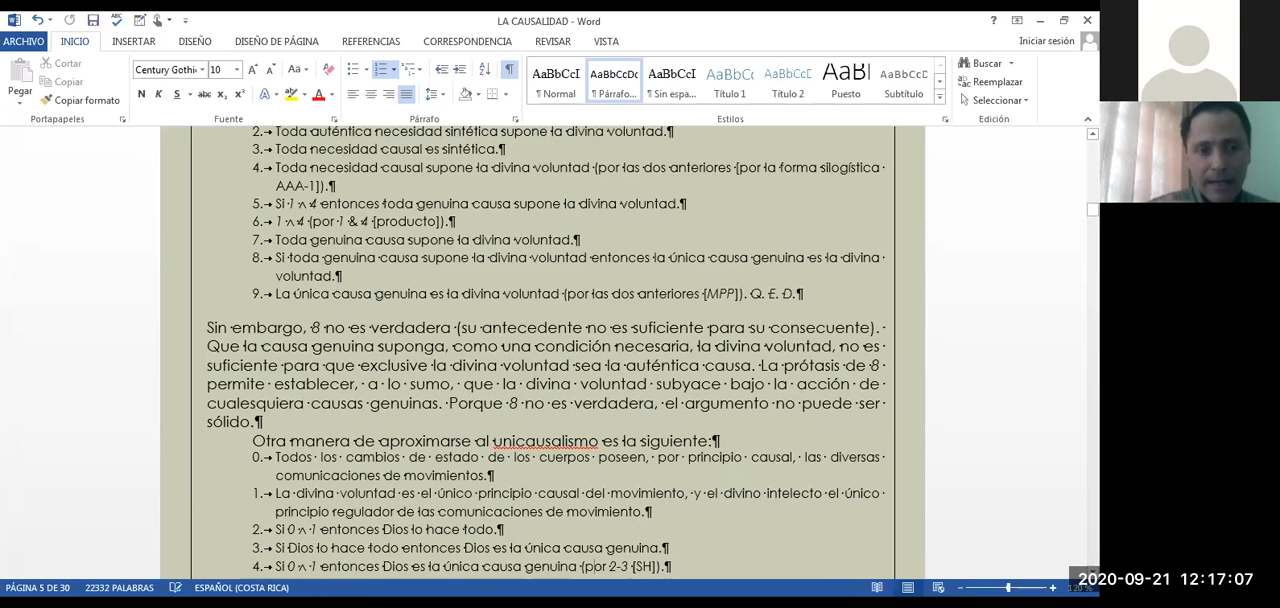 LA CAUSALIDAD - Word
ARCHIVO INICIO INSERTAR DISEÑO DISEÑO DE PÁGINA REFERENCIAS CORRESPONDENCIA REVISAR VISTA Iniciar sesión
Pegar
Cortar
Copiar
Copiar formato
Portapapeles
Century Gothi 10
Fuente
Párrafo
AaBbCcI AaBbCcDc AaBbCcI AaBbCc AaBbCcI AaBl AaBbCcD
¶ Normal ¶ Párrafo... ¶ Sin espa... Título 1 Título 2 Puesto Subtítulo
Estilos
Buscar
Reemplazar
Seleccionar
Edición
2. Toda auténtica necesidad sintética supone la divina voluntad.¶
3. Toda necesidad causal es sintética.¶
4. Toda necesidad causal supone la divina voluntad (por las dos anteriores [por la forma silogística
AAA-1]).¶
5. Si 1 ∧ 4 entonces toda genuina causa supone la divina voluntad.¶
6. 1 ∧ 4 (por 1 & 4 [producto]).¶
7. Toda genuina causa supone la divina voluntad.¶
8. Si toda genuina causa supone la divina voluntad entonces la única causa genuina es la divina
voluntad.¶
9. La única causa genuina es la divina voluntad (por las dos anteriores [MPP]). Q. E. D.¶
Sin embargo, 8 no es verdadera (su antecedente no es suficiente para su consecuente).
Que la causa genuina suponga, como una condición necesaria, la divina voluntad, no es
suficiente para que exclusive la divina voluntad sea la auténtica causa. La prótasis de 8
permite establecer, a lo sumo, que la divina voluntad subyace bajo la acción de
cualesquiera causas genuinas. Porque 8 no es verdadera, el argumento no puede ser
sólido.¶
Otra manera de aproximarse al unicausalismo es la siguiente:¶
0. Todos los cambios de estado de los cuerpos poseen, por principio causal, las diversas
comunicaciones de movimientos.¶
1. La divina voluntad es el único principio causal del movimiento, y el divino intelecto el único
principio regulador de las comunicaciones de movimiento.¶
2. Si 0 ∧ 1 entonces Dios lo hace todo.¶
3. Si Dios lo hace todo entonces Dios es la única causa genuina.¶
4. Si 0 ∧ 1 entonces Dios es la única causa genuina (por 2-3 [SH]).¶
PÁGINA 5 DE 30 22332 PALABRAS ESPAÑOL (COSTA RICA) 120 %
2020-09-21 12:17:07